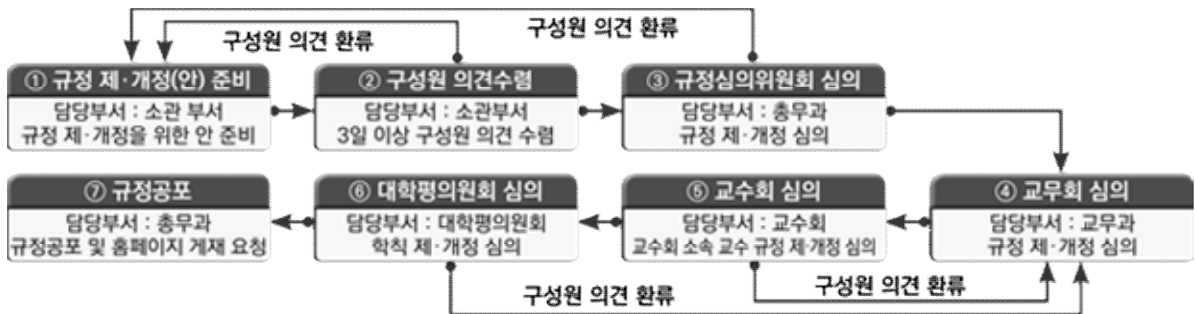 구성원 의견 환류
구성원 의견 환류
① 규정 제·개정(안) 준비
담당부서 : 소관 부서
규정 제·개정을 위한 안 준비
② 구성원 의견수렴
담당부서 : 소관부서
3일 이상 구성원 의견 수렴
③ 규정심의위원회 심의
담당부서 : 총무과
규정 제·개정 심의
④ 교무회 심의
담당부서 : 교무과
규정 제·개정 심의
⑤ 교수회 심의
담당부서 : 교수회
교수회 소속 교수 규정 제·개정 심의
⑥ 대학평의원회 심의
담당부서 : 대학평의원회
학칙 제·개정 심의
⑦ 규정공포
담당부서 : 총무과
규정공포 및 홈페이지 게재 요청
구성원 의견 환류
구성원 의견 환류